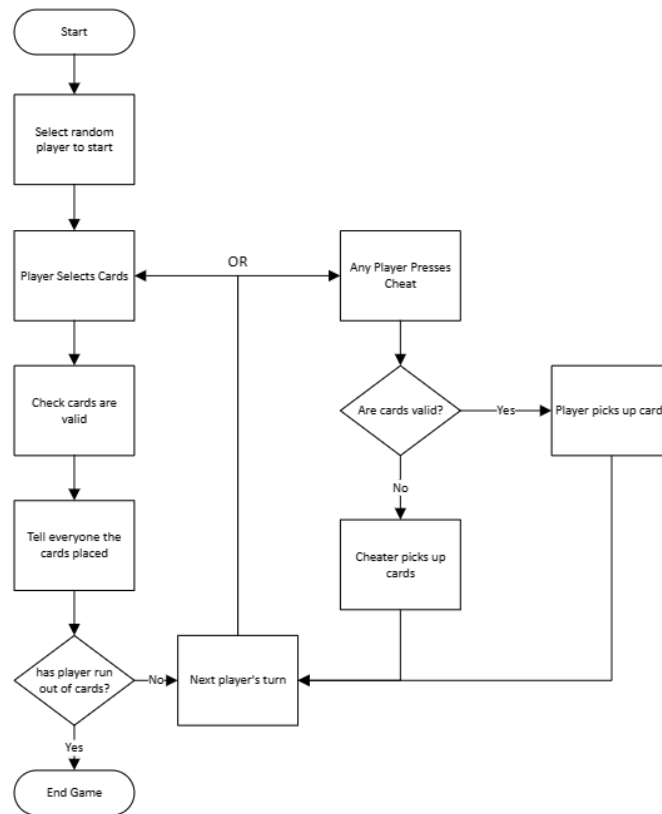 Start
Select random
player to start
Player Selects Cards
OR
Any Player Presses
Cheat
Check cards are
valid
Are cards valid?
Yes
Player picks up card
No
Tell everyone the
cards placed
Cheater picks up
cards
has player run
out of cards?
No
Next player's turn
Yes
End Game